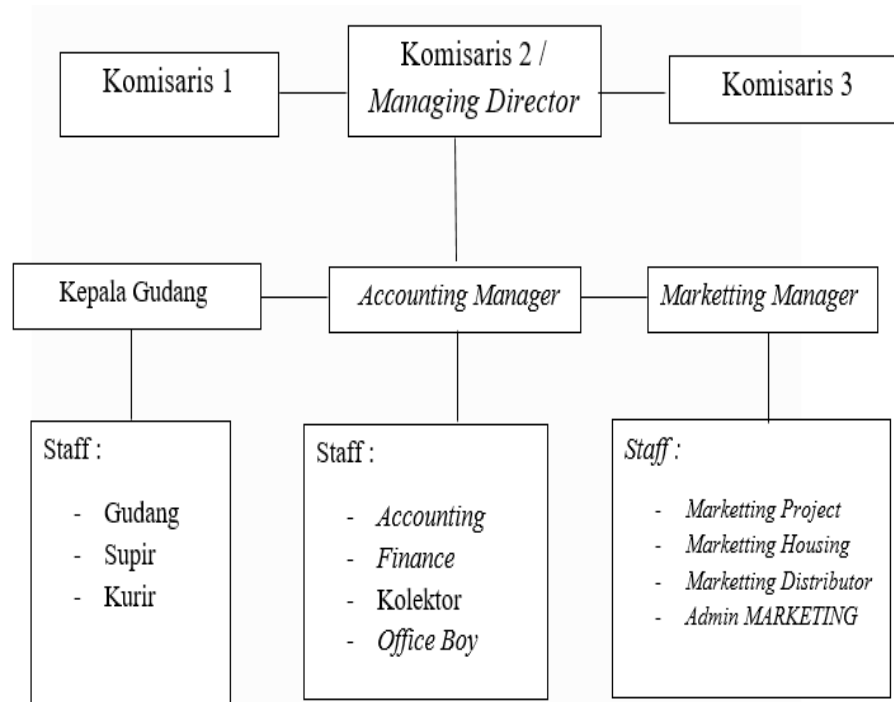 Komisaris 1
Komisaris 2 /
Managing Director
Komisaris 3
Kepala Gudang
Accounting Manager
Marketting Manager
Staff :
- Gudang
- Supir
- Kurir
Staff :
- Accounting
- Finance
- Kolektor
- Office Boy
Staff :
- Marketting Project
- Marketting Housing
- Marketting Distributor
- Admin MARKETING